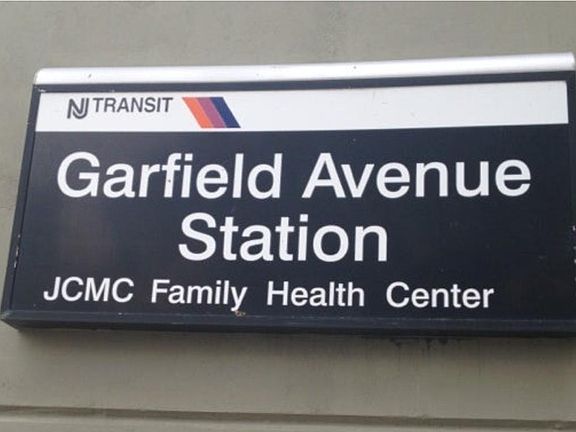 NJ TRANSIT
Garfield Avenue
Station
JCMC Family Health Center